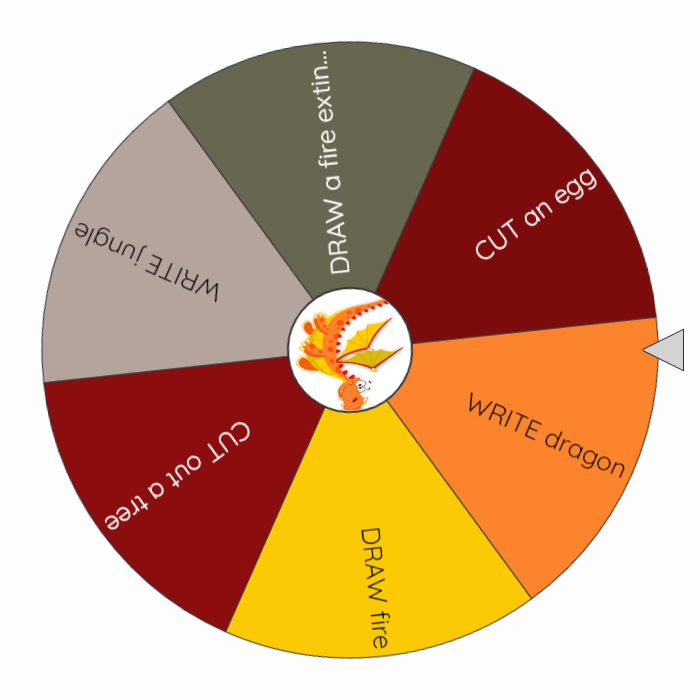 DRAW a fire extin...
CUT an egg
WRITE dragon
DRAW fire
CUT out a tree
WRITE jungle